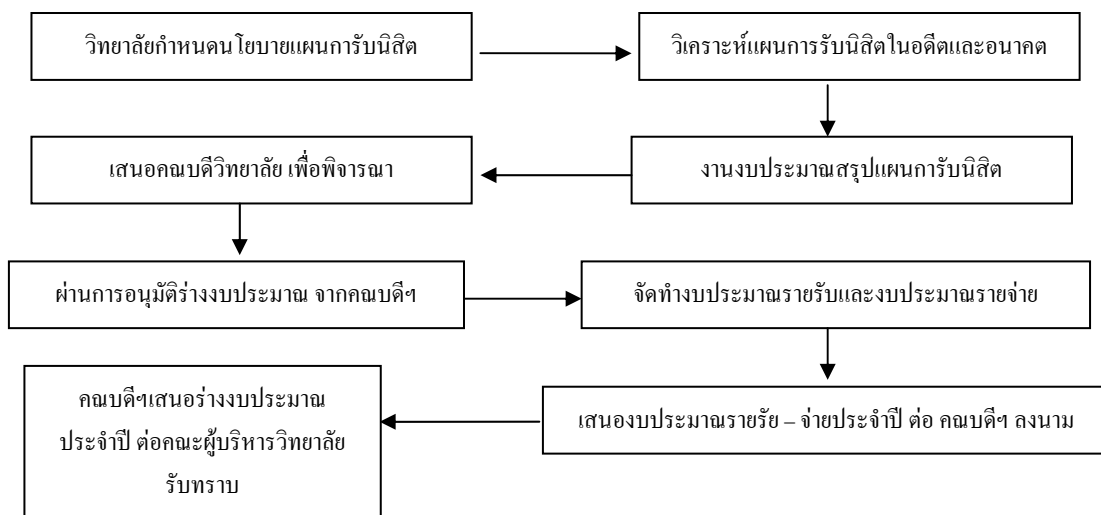 วิทยาลัยกำหนดนโยบายแผนการับนิสิต
วิเคราะห์แผนการรับนิสิตในอดีตและอนาคต
งานงบประมาณสรุปแผนการับนิสิต
เสนอคณบดีวิทยาลัย เพื่อพิจารณา
ผ่านการอนุมัติร่างงบประมาณ จากคณบดีฯ
จัดทำงบประมาณรายรับและงบประมาณรายจ่าย
เสนองบประมาณรายรัย – จ่ายประจำปี ต่อ คณบดีฯ ลงนาม
คณบดีฯเสนอร่างงบประมาณ
ประจำปี ต่อคณะผู้บริหารวิทยาลัย
รับทราบ